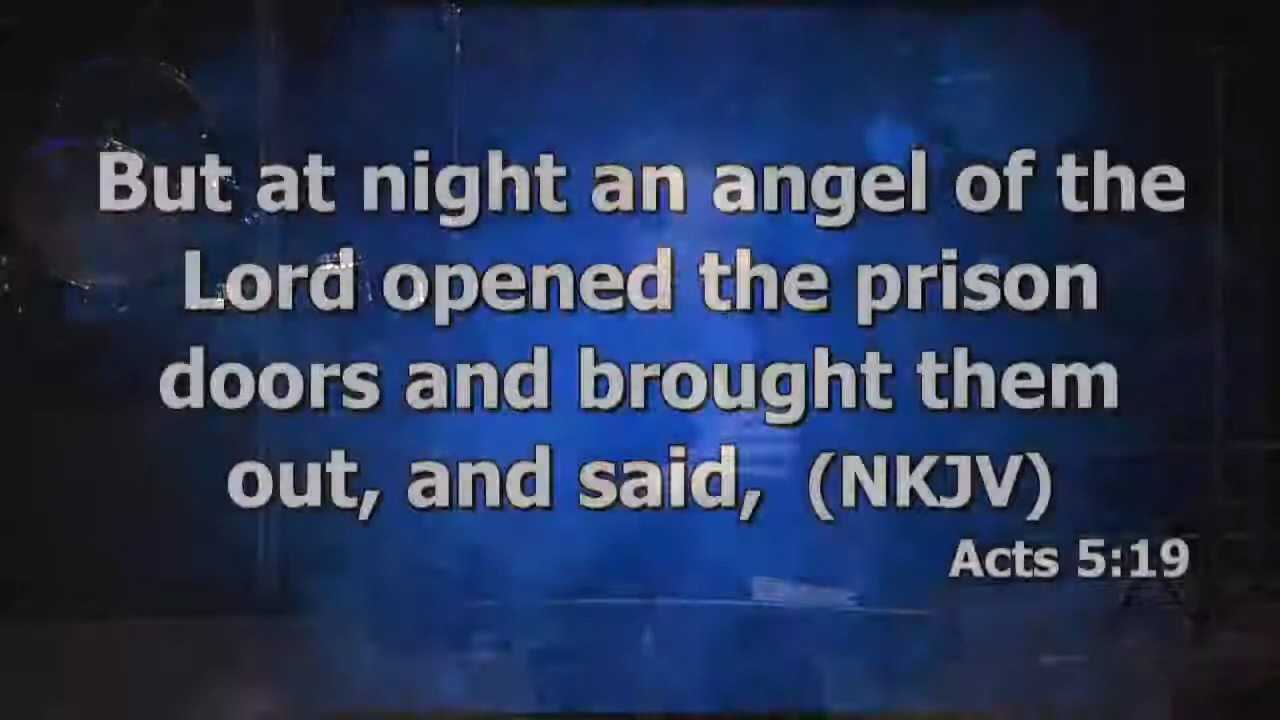 But at night an angel of the
Lord opened the prison
doors and brought them
out, and said,  (NKJV)
Acts 5:19